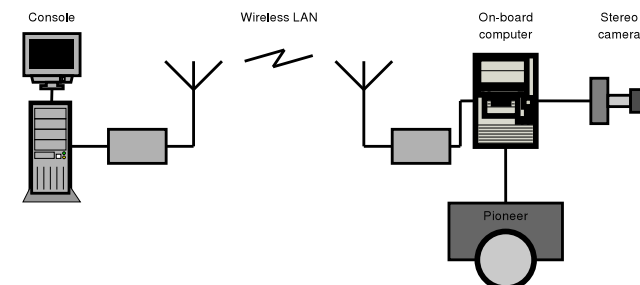 Console
Wireless LAN
On-board
computer
Stereo
camera
Pioneer